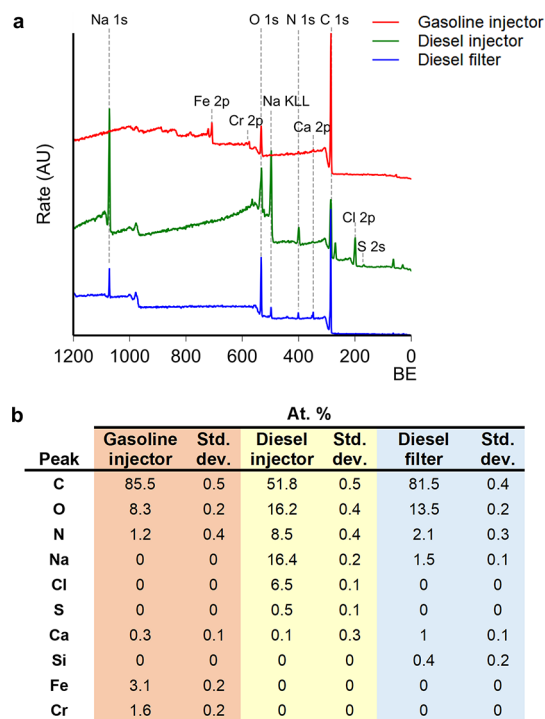 a
Na 1s
O 1s
N 1s
C 1s
Gasoline injector
Diesel injector
Diesel filter
Fe 2p
Na KLL
Cr 2p
Ca 2p
Cl 2p
S 2s
Rate (AU)
1200 1000 800 600 400 200 0
BE
b
At. %
Gasoline Std. Diesel Std. Diesel Std.
Peak injector dev. injector dev. filter dev.
C 85.5 0.5 51.8 0.5 81.5 0.4
O 8.3 0.2 16.2 0.4 13.5 0.2
N 1.2 0.4 8.5 0.4 2.1 0.3
Na 0 0 16.4 0.2 1.5 0.1
Cl 0 0 6.5 0.1 0 0
S 0 0 0.5 0.1 0 0
Ca 0.3 0.1 0.1 0.3 1 0.1
Si 0 0 0 0 0.4 0.2
Fe 3.1 0.2 0 0 0 0
Cr 1.6 0.2 0 0 0 0